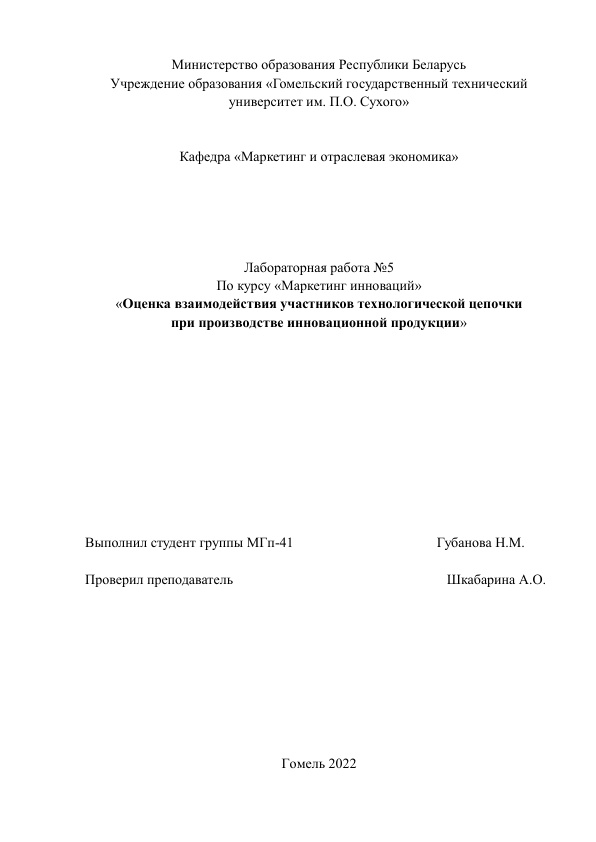 Министерство образования Республики Беларусь
Учреждение образования «Гомельский государственный технический
университет им. П.О. Сухого»
Кафедра «Маркетинг и отраслевая экономика»
Лабораторная работа №5
По курсу «Маркетинг инноваций»
«Оценка взаимодействия участников технологической цепочки
при производстве инновационной продукции»
Выполнил студент группы МГп-41 Губанова Н.М.
Проверил преподаватель Шкабарина А.О.
Гомель 2022